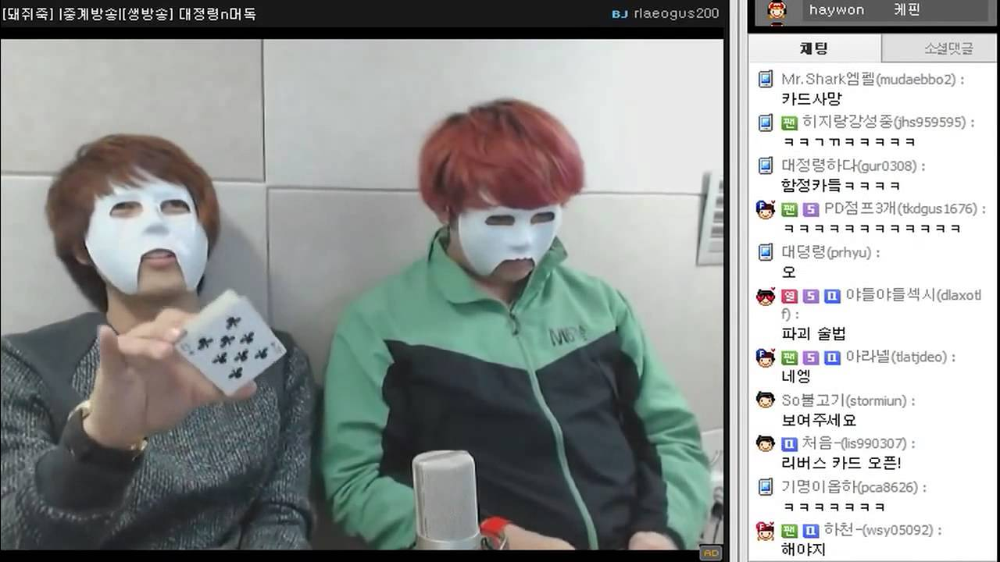 [돼쥐죽] |중계방송|[생방송] 대정령n머독
BJ rlaeogus200
haywon 케핀
채팅
소셜댓글
Mr.Shark엠펠(mudaebbo2) :
카드사망
팬 히지랑강성중(jhs959595) :
ㅋㅋㄱㄲㅋㅋㅋㅋㅋ
대정령하다(gur0308) :
함정카듴ㅋㅋㅋㅋ
팬 S PD점프3개(tkdgus1676) :
ㅋㅋㅋㅋㅋㅋㅋㅋㅋㅋㅋㅋ
대덩령(prhyu) :
오
열 S 야들야들섹시(dlaxotl
f) :
파괴 술법
팬 S 아라넬(tlatjdeo) :
네엥
So불고기(stormiun) :
보여주세요
처음-(lis990307) :
리버스 카드 오픈!
기명이옵하(pca8626) :
ㅋㅋㅋㅋㅋㅋㅋ
팬 하천-(wsy05092) :
해야지
AD